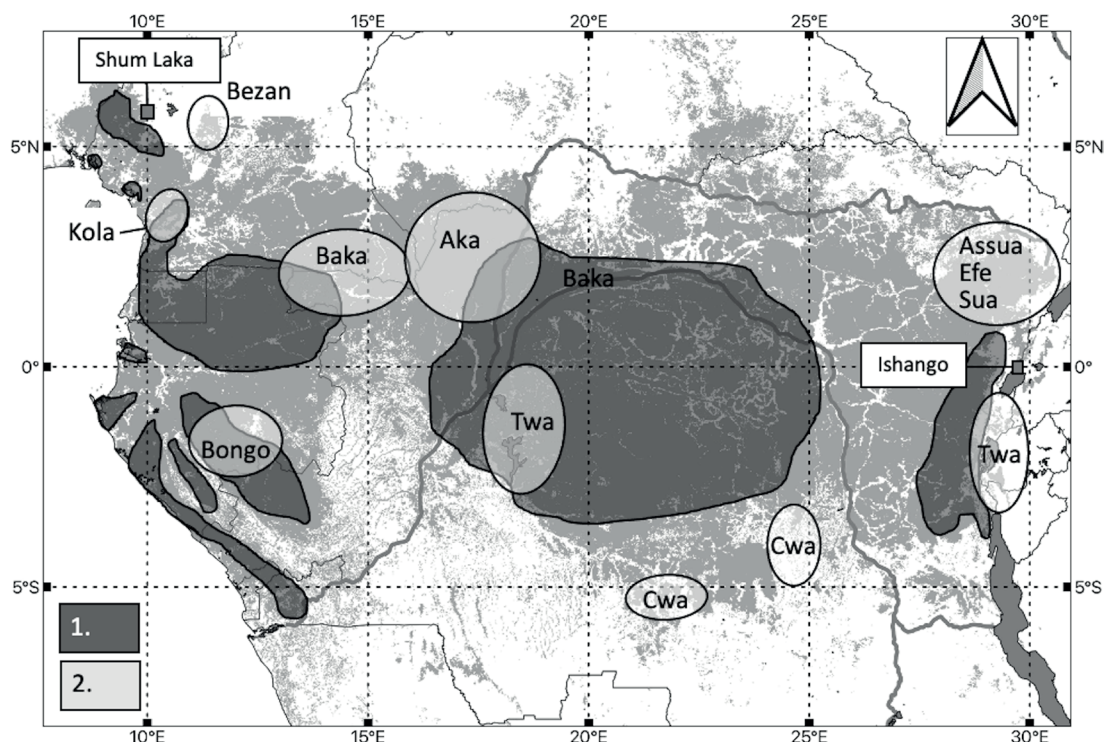 10°E 15°E 20°E 25°E 30°E
Shum Laka
Bezan
5°N 5°N
Kola
Baka
Aka
Baka
Assua
Efe
Sua
0° 0°
Ishango
Bongo
Twa
Twa
Cwa
5°S 5°S
Cwa
1.
2.
10°E 15°E 20°E 25°E 30°E